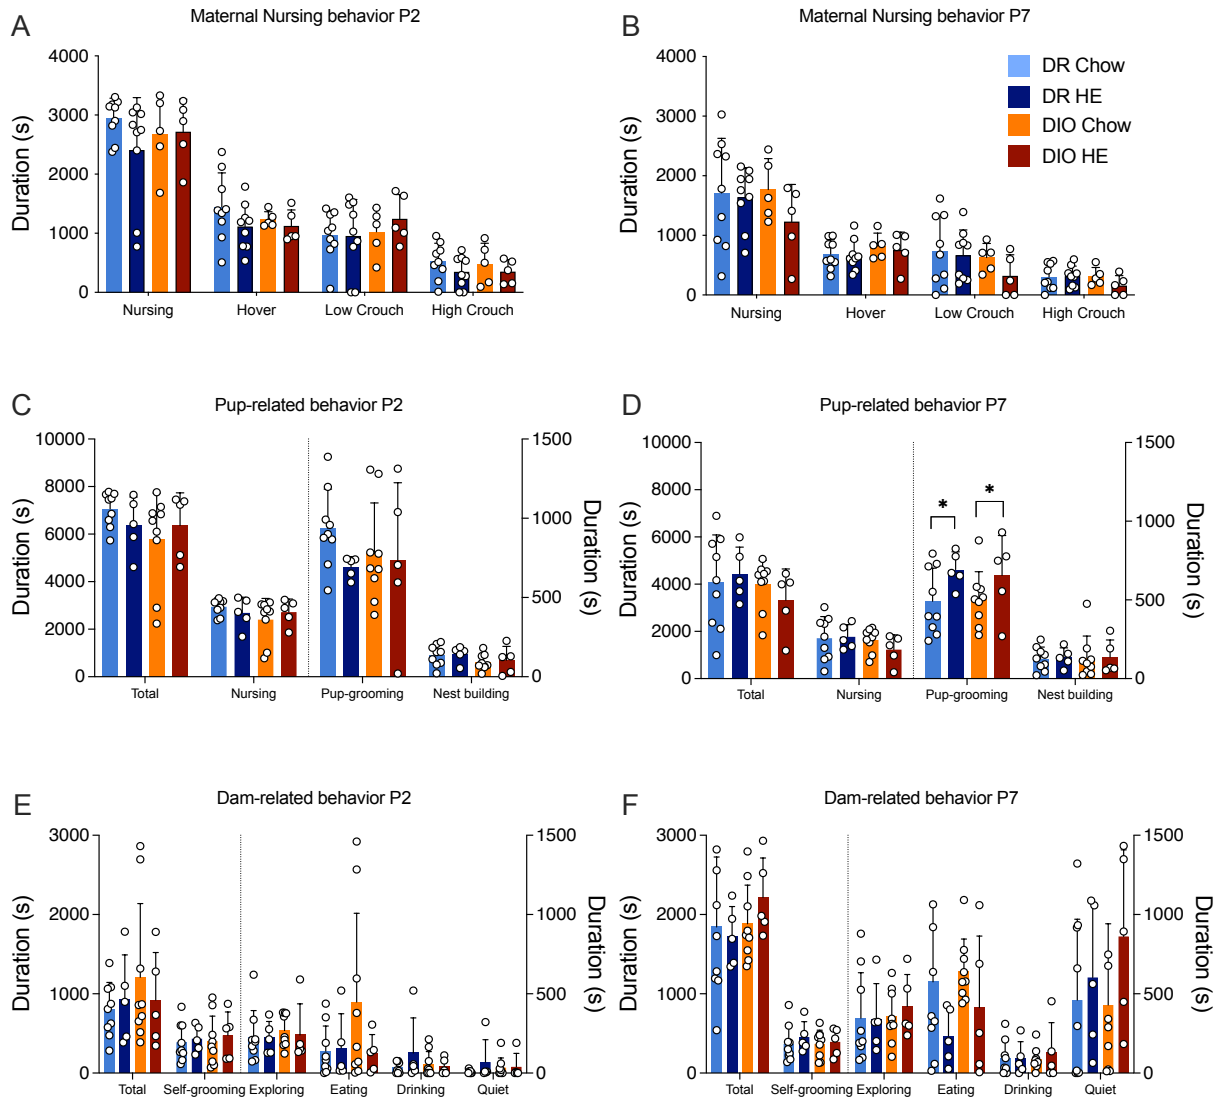 A
Maternal Nursing behavior P2
Duration (s)
4000
3000
2000
1000
0
Nursing
Hover
Low Crouch
High Crouch
B
Maternal Nursing behavior P7
Duration (s)
4000
3000
2000
1000
0
Nursing
Hover
Low Crouch
High Crouch
DR Chow
DR HE
DIO Chow
DIO HE
C
Pup-related behavior P2
Duration (s)
10000
8000
6000
4000
2000
0
1500
1000
500
0
Duration (s)
Total
Nursing
Pup-grooming
Nest building
D
Pup-related behavior P7
Duration (s)
10000
8000
6000
4000
2000
0
*
*
1500
1000
500
0
Duration (s)
Total
Nursing
Pup-grooming
Nest building
E
Dam-related behavior P2
Duration (s)
3000
2000
1000
0
1500
1000
500
0
Duration (s)
Total
Self-grooming
Exploring
Eating
Drinking
Quiet
F
Dam-related behavior P7
Duration (s)
3000
2000
1000
0
1500
1000
500
0
Duration (s)
Total
Self-grooming
Exploring
Eating
Drinking
Quiet